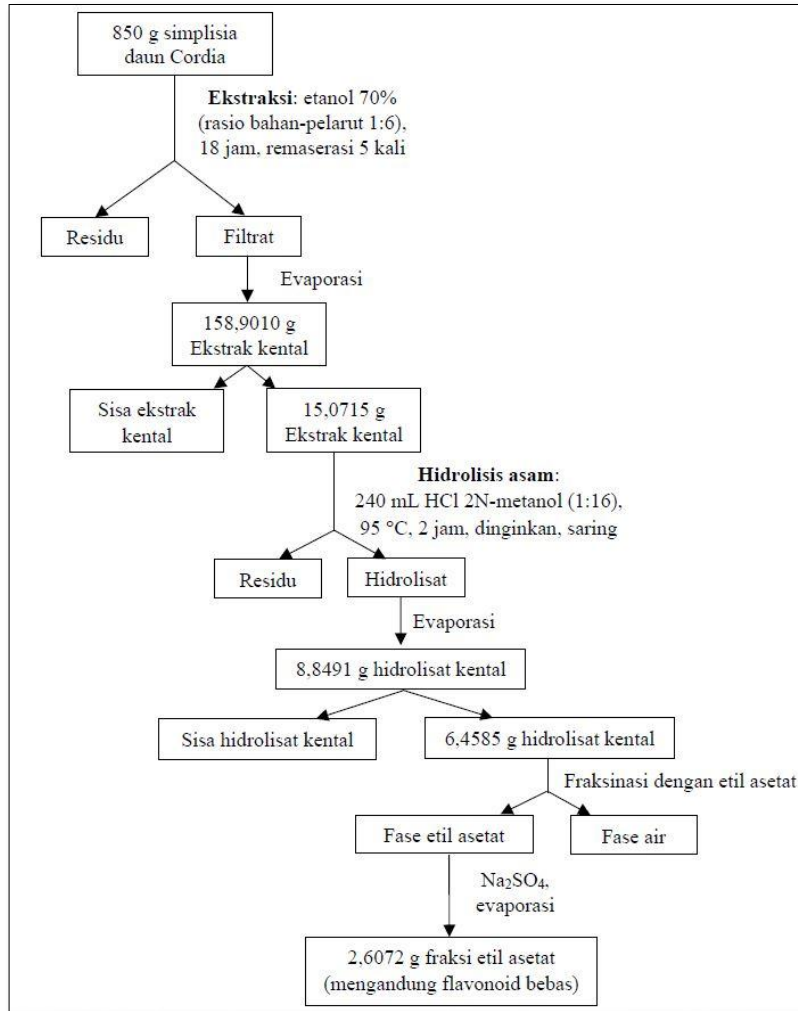 850 g simplisia
daun Cordia
Ekstraksi: etanol 70%
(rasio bahan-pelarut 1:6),
18 jam, remaserasi 5 kali
Residu
Filtrat
Evaporasi
158,9010 g
Ekstrak kental
Sisa ekstrak
kental
15,0715 g
Ekstrak kental
Hidrolisis asam:
240 mL HCl 2N-metanol (1:16),
95 °C, 2 jam, dinginkan, saring
Residu
Hidrolisat
Evaporasi
8,8491 g hidrolisat kental
Sisa hidrolisat kental
6,4585 g hidrolisat kental
Fraksinasi dengan etil asetat
Fase etil asetat
Fase air
Na₂SO₄,
evaporasi
2,6072 g fraksi etil asetat
(mengandung flavonoid bebas)